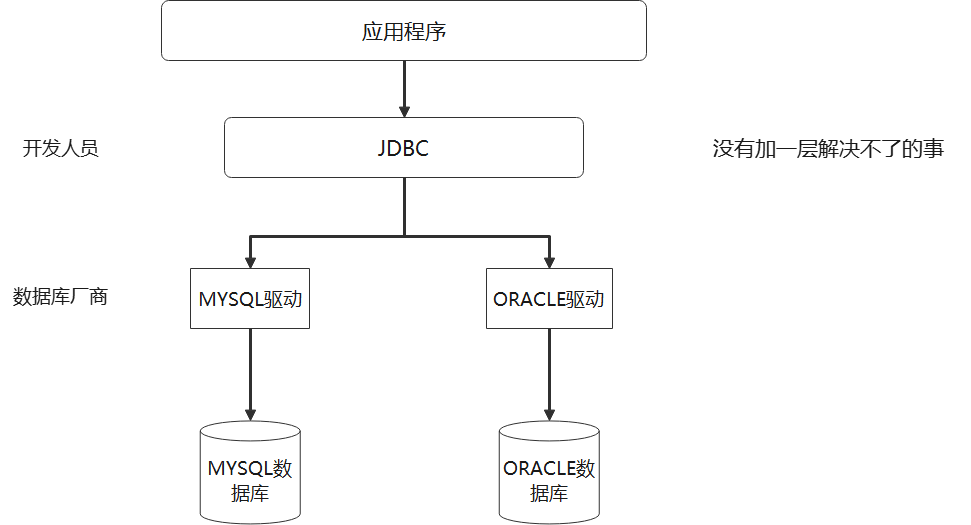 应用程序
开发人员
JDBC
没有加一层解决不了的事
数据库厂商
MYSQL驱动
ORACLE驱动
MYSQL数
据库
ORACLE数
据库